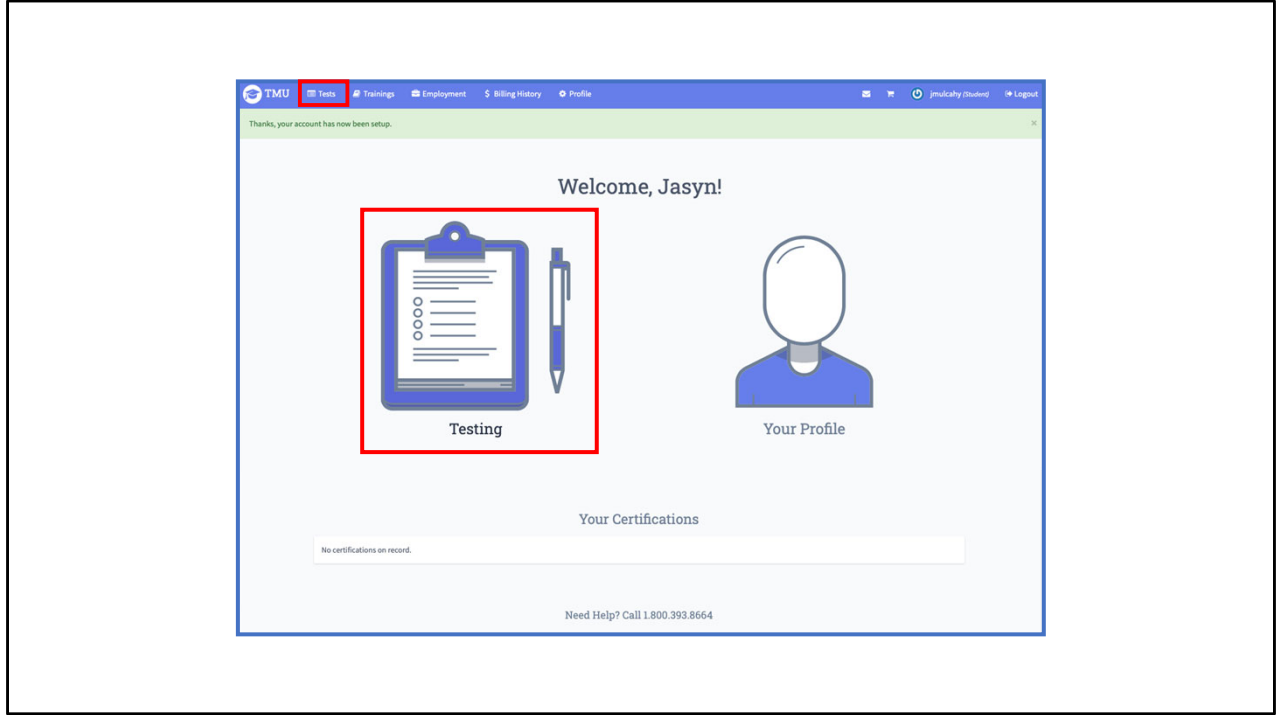 TMU Tests Trainings Employment $ Billing History Profile jmulcahy (Student) Logout
Thanks, your account has now been setup. ×
Welcome, Jasyn!
Testing
Your Profile
Your Certifications
No certifications on record.
Need Help? Call 1.800.393.8664